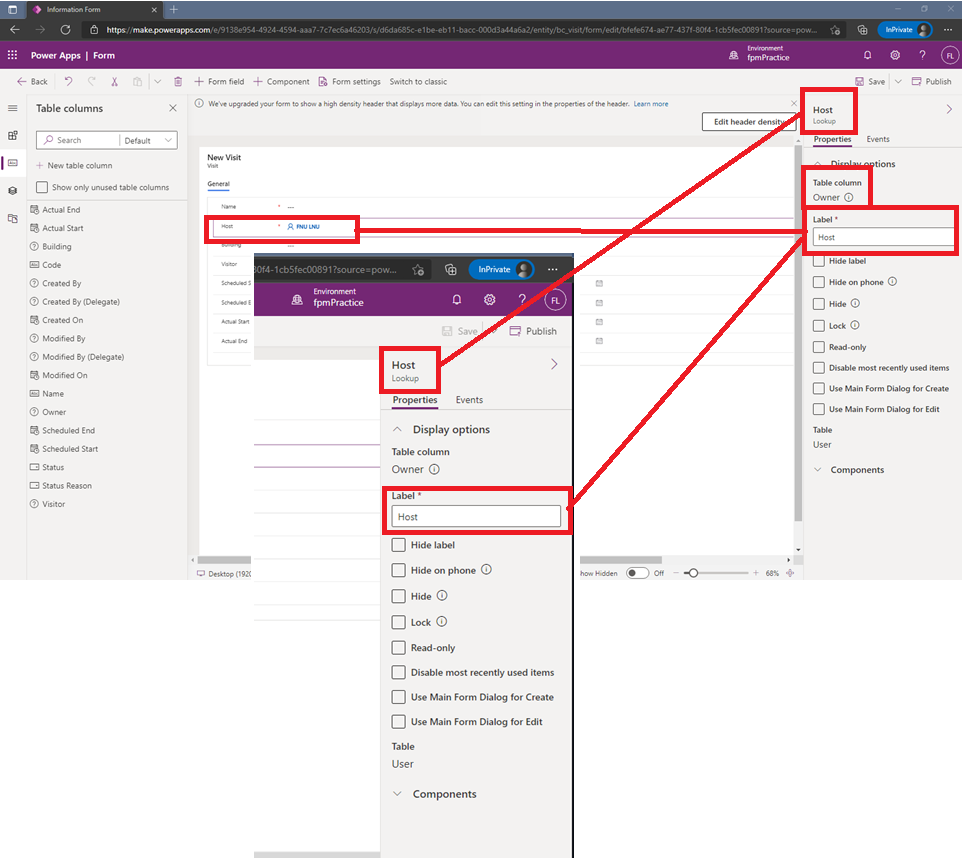 Information Form
https://make.powerapps.com/e/9138e954-4924-4594-aaa7-7c7ec6a46203/s/d6da685c-e1be-eb11-bacc-000d3a44a6a2/entity/bc_visit/form/edit/bfefe674-ae77-437f-80f4-1cb5fec00891?source=pow...
InPrivate
Power Apps | Form
Environment
fpmPractice
? FL
Back
Form field
Component
Form settings
Switch to classic
Save
Publish
Table columns
Search
Default
New table column
Show only unused table columns
Actual End
Actual Start
Building
Code
Created By
Created By (Delegate)
Created On
Modified By
Modified By (Delegate)
Modified On
Name
Owner
Scheduled End
Scheduled Start
Status
Status Reason
Visitor
We've upgraded your form to show a high density header that displays more data. You can edit this setting in the properties of the header. Learn more
Edit header density
New Visit
Visit
General
Name * ---
Host * FNU LNU
Building ---
Visitor
Scheduled S
Scheduled E
Actual Start
Actual End
Desktop (192
how Hidden
Off
68%
Host
Lookup
Properties
Events
Display options
Table column
Owner
Label *
Host
Hide label
Hide on phone
Hide
Lock
Read-only
Disable most recently used items
Use Main Form Dialog for Create
Use Main Form Dialog for Edit
Table
User
Components
80f4-1cb5fec00891?source=pow...
InPrivate
Environment
fpmPractice
? FL
Save
Publish
Host
Lookup
Properties
Events
Display options
Table column
Owner
Label *
Host
Hide label
Hide on phone
Hide
Lock
Read-only
Disable most recently used items
Use Main Form Dialog for Create
Use Main Form Dialog for Edit
Table
User
Components